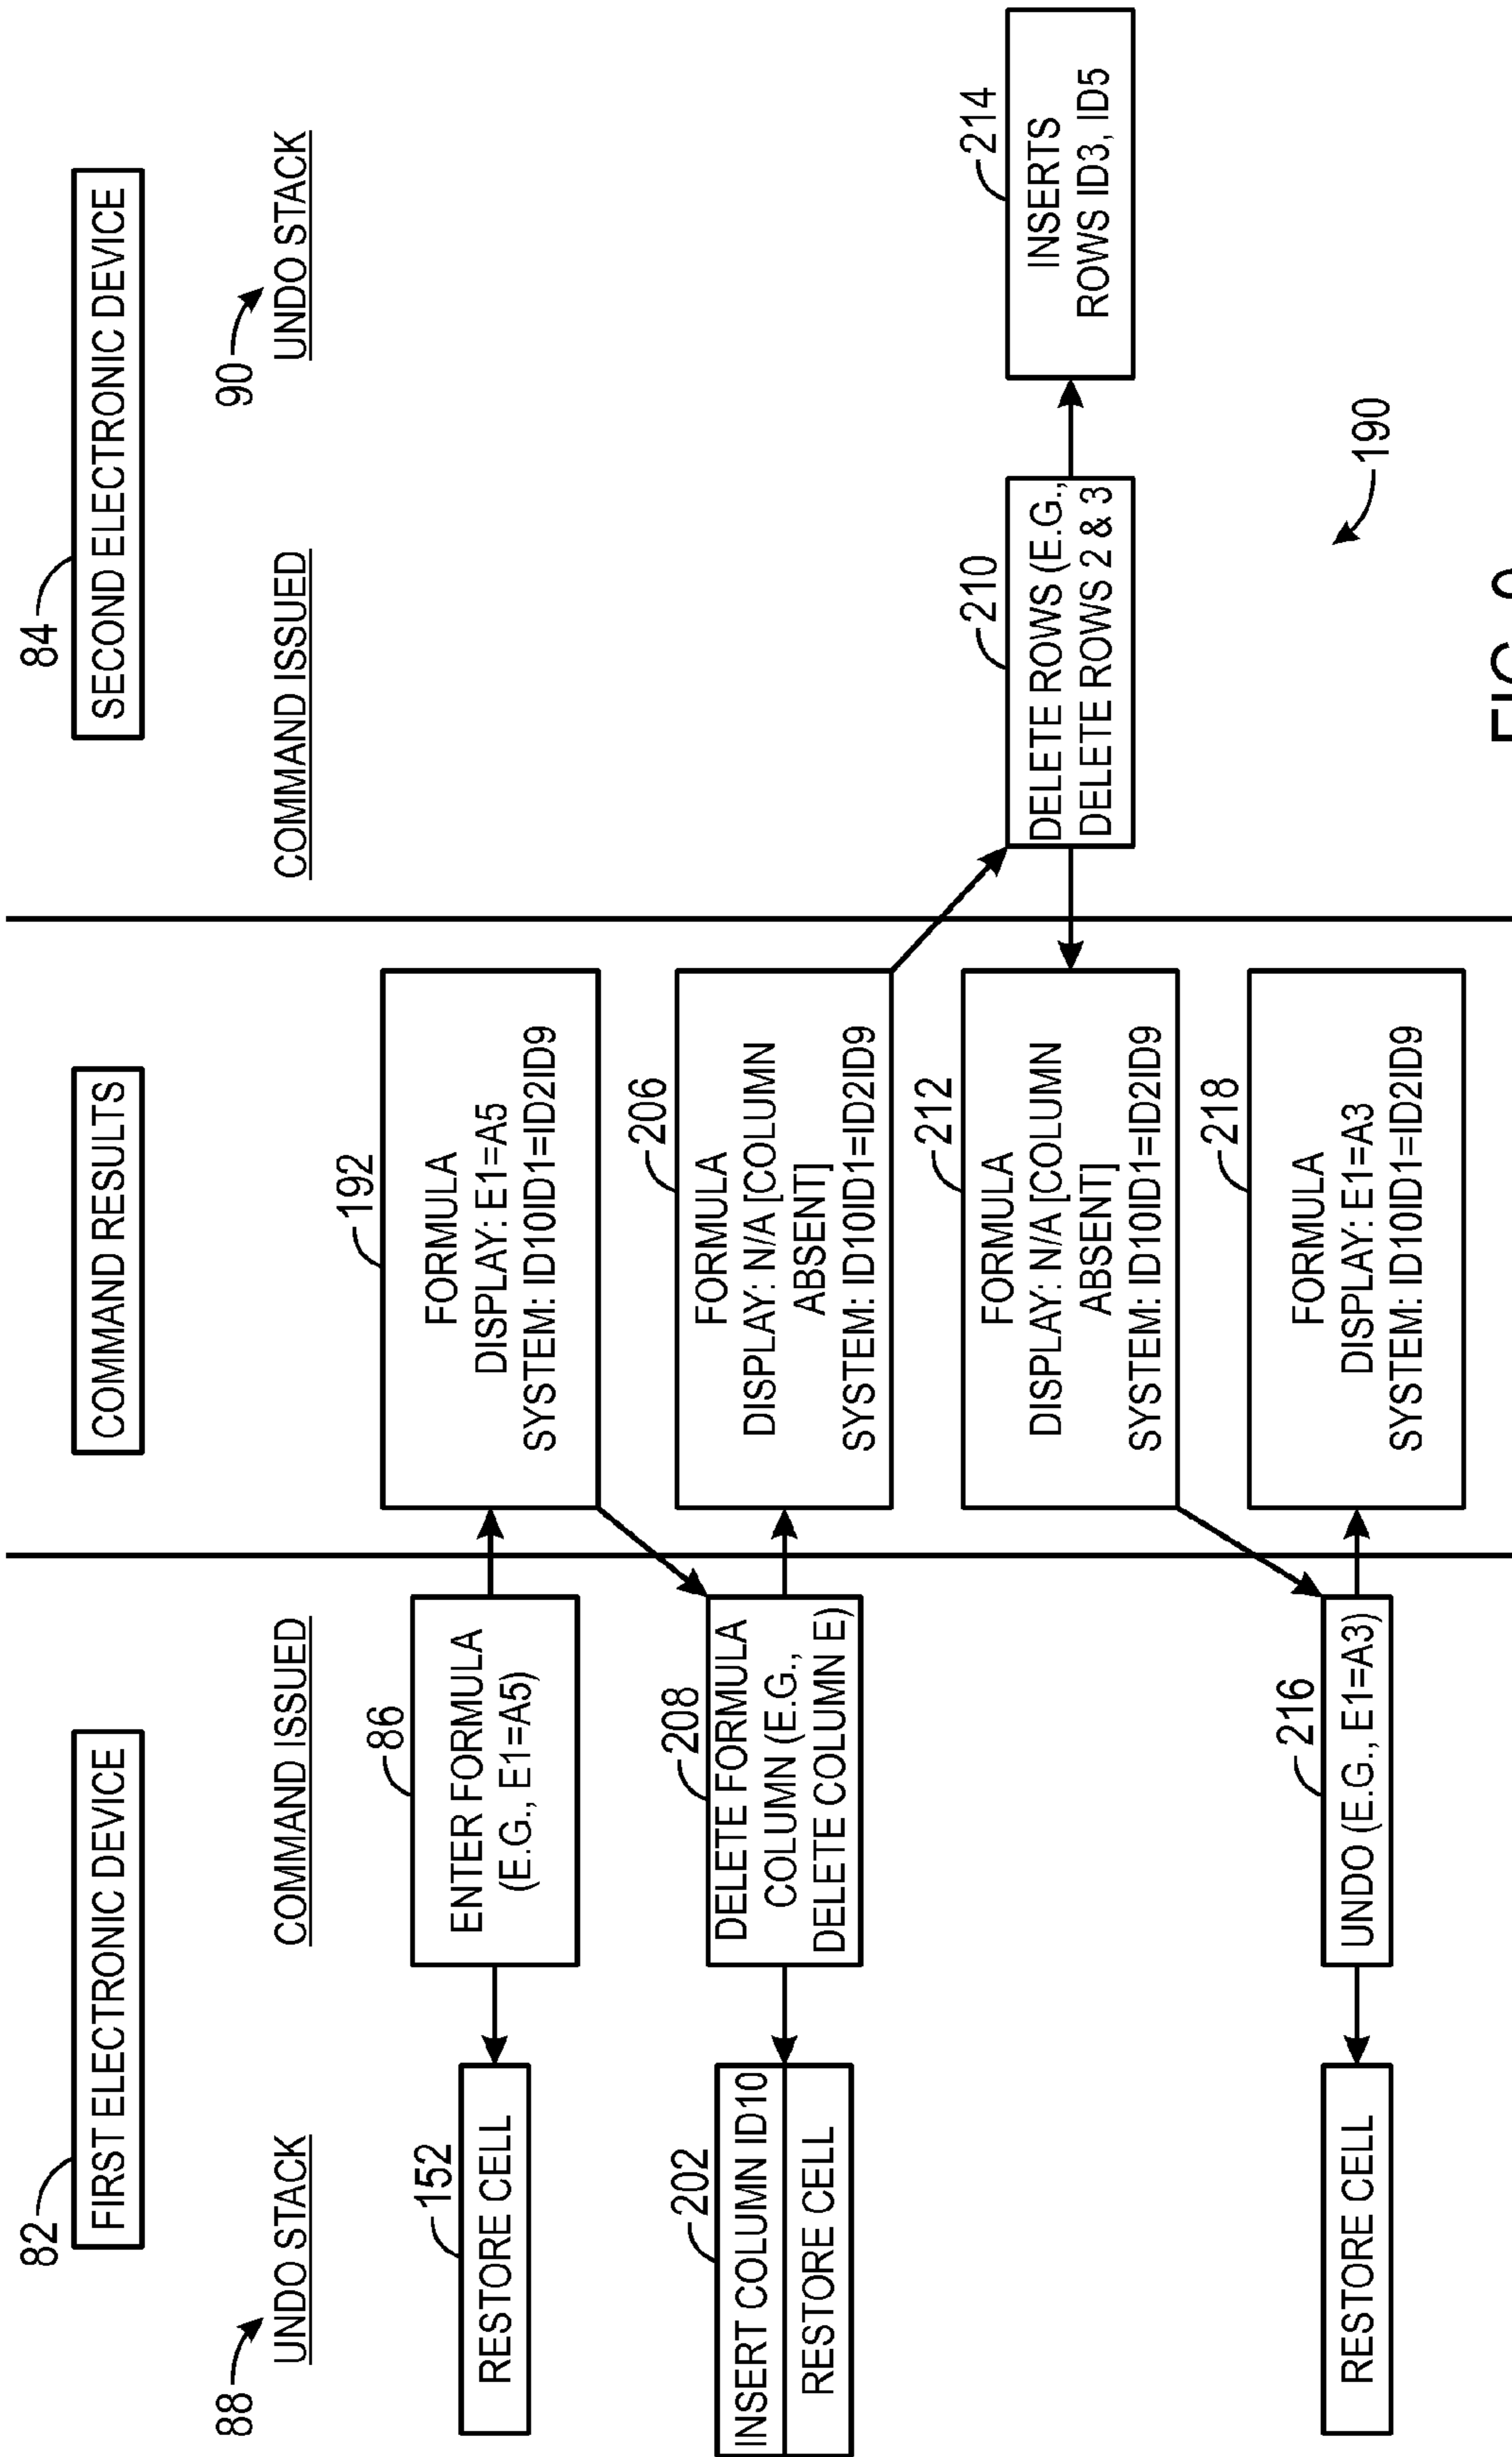 82
FIRST ELECTRONIC DEVICE
COMMAND RESULTS
84
SECOND ELECTRONIC DEVICE
88
UNDO STACK
COMMAND ISSUED
COMMAND ISSUED
90
UNDO STACK
152
RESTORE CELL
86
ENTER FORMULA
(E.G., E1=A5)
192
FORMULA
DISPLAY: E1=A5
SYSTEM: ID10ID1=ID2ID9
202
INSERT COLUMN ID10
RESTORE CELL
208
DELETE FORMULA
COLUMN (E.G.,
DELETE COLUMN E)
206
FORMULA
DISPLAY: N/A [COLUMN
ABSENT]
SYSTEM: ID10ID1=ID2ID9
212
FORMULA
DISPLAY: N/A [COLUMN
ABSENT]
SYSTEM: ID10ID1=ID2ID9
210
DELETE ROWS (E.G.,
DELETE ROWS 2 & 3
214
INSERTS
ROWS ID3, ID5
RESTORE CELL
216
UNDO (E.G., E1=A3)
218
FORMULA
DISPLAY: E1=A3
SYSTEM: ID10ID1=ID2ID9
190
FIG.